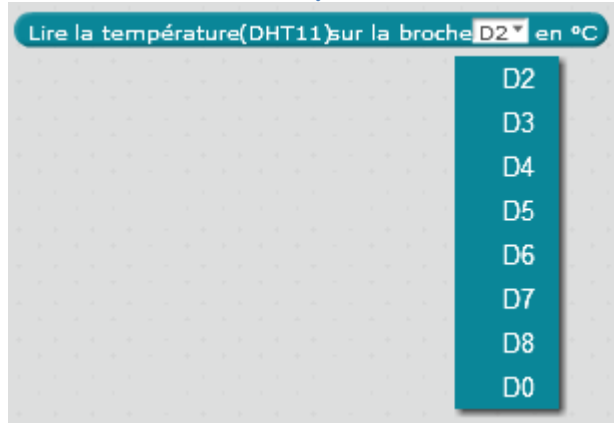 Lire la température(DHT11)sur la broche D2 en °C
D2
D3
D4
D5
D6
D7
D8
D0